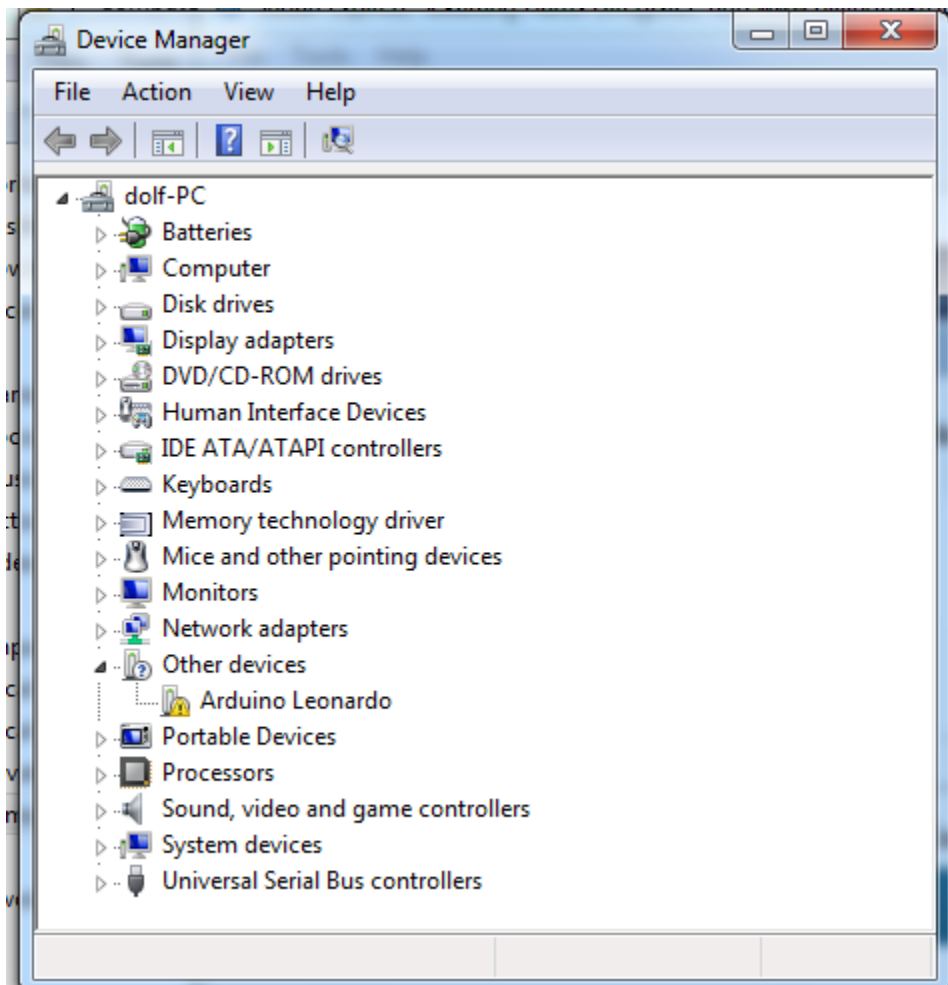 Device Manager
File Action View Help
dolf-PC
Batteries
Computer
Disk drives
Display adapters
DVD/CD-ROM drives
Human Interface Devices
IDE ATA/ATAPI controllers
Keyboards
Memory technology driver
Mice and other pointing devices
Monitors
Network adapters
Other devices
Arduino Leonardo
Portable Devices
Processors
Sound, video and game controllers
System devices
Universal Serial Bus controllers